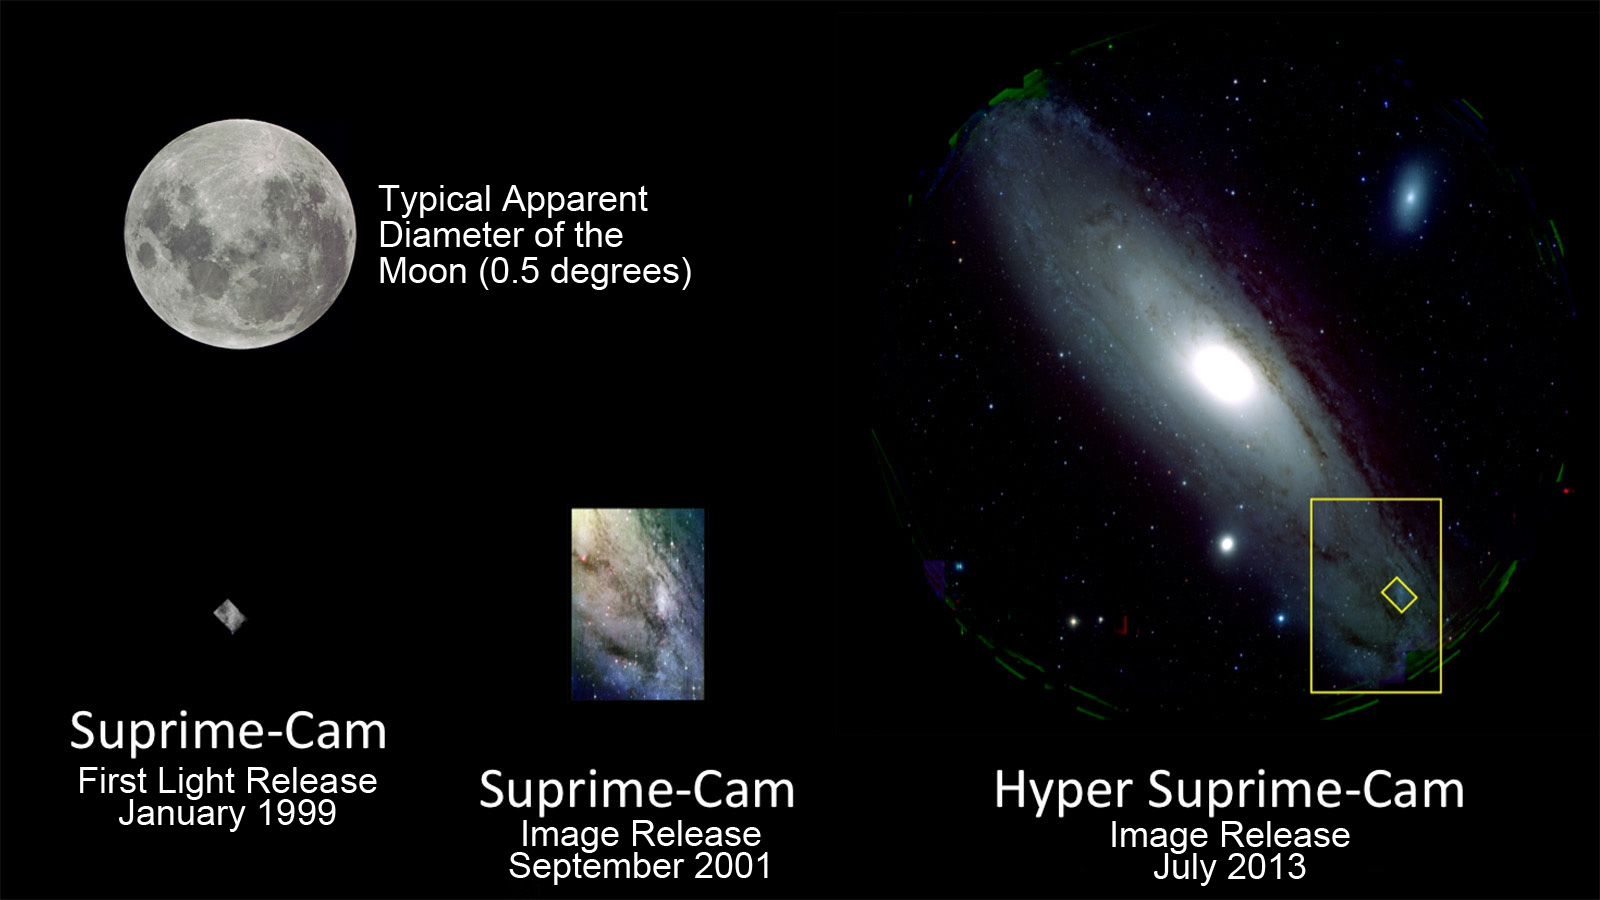 Typical Apparent
Diameter of the
Moon (0.5 degrees)
Suprime-Cam
First Light Release
January 1999
Suprime-Cam
Image Release
September 2001
Hyper Suprime-Cam
Image Release
July 2013